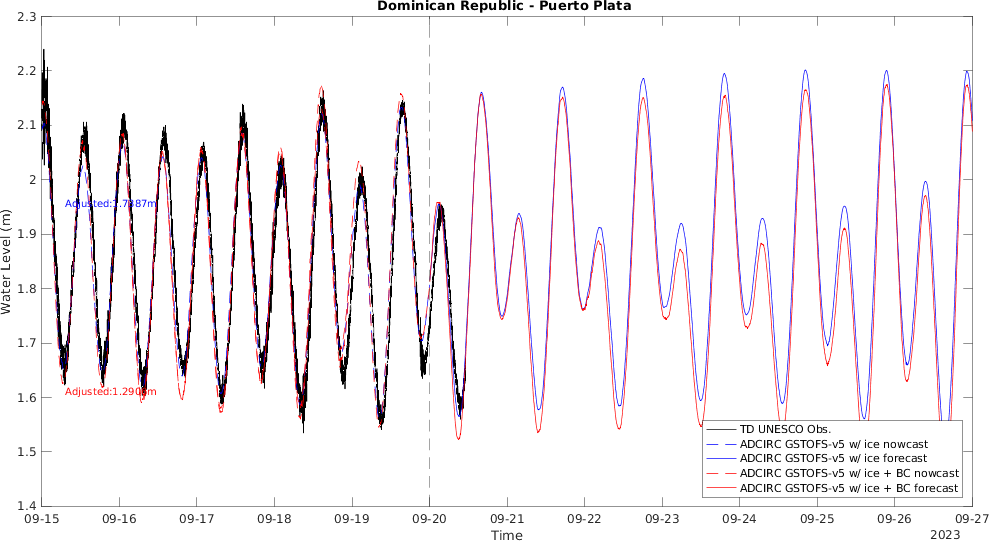 Dominican Republic - Puerto Plata
2.3
2.2
2.1
2
1.9
1.8
1.7
1.6
1.5
1.4
Water Level (m)
Adjusted:1.7387m
TD UNESCO Obs.
ADCIRC GSTOFS-v5 w/ ice nowcast
ADCIRC GSTOFS-v5 w/ ice forecast
ADCIRC GSTOFS-v5 w/ ice + BC nowcast
ADCIRC GSTOFS-v5 w/ ice + BC forecast
09-15 09-16 09-17 09-18 09-19 09-20 09-21 09-22 09-23 09-24 09-25 09-26 09-27
Time
2023